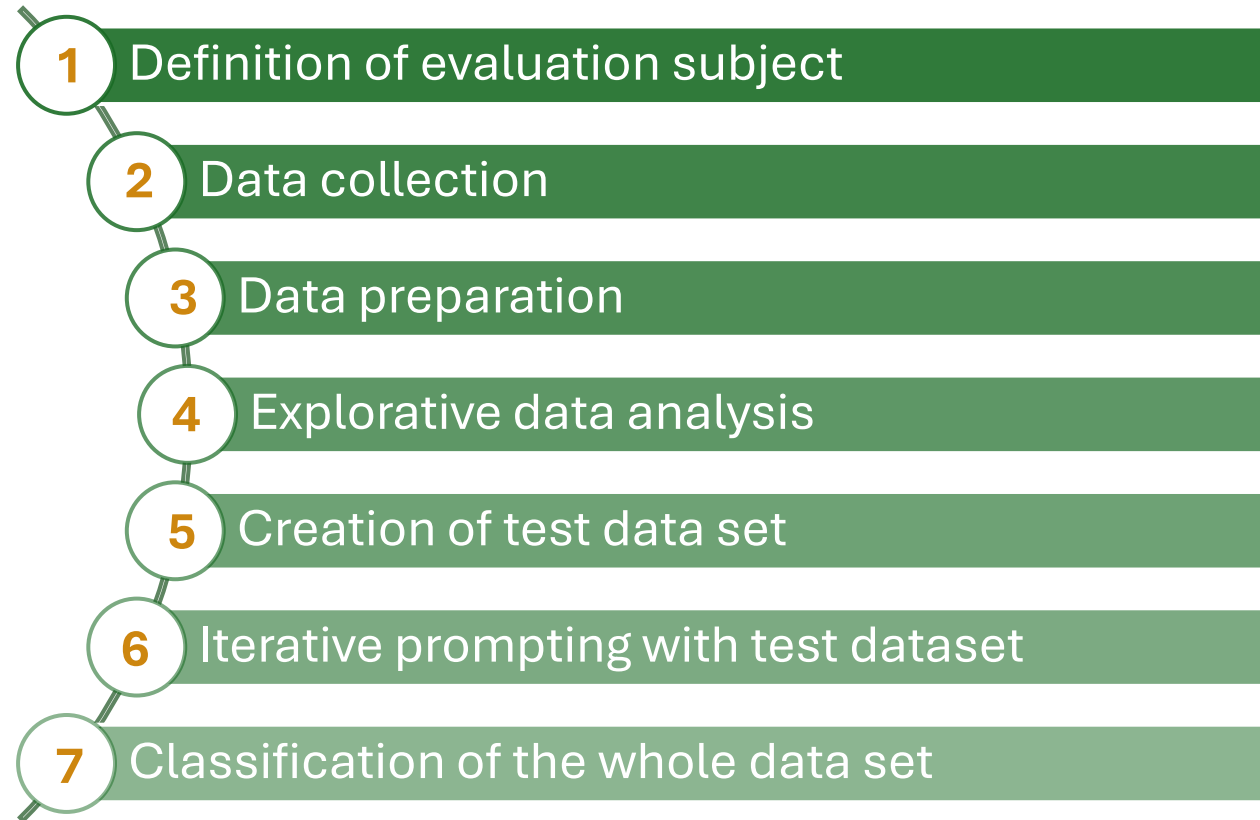 1 Definition of evaluation subject
2 Data collection
3 Data preparation
4 Explorative data analysis
5 Creation of test data set
6 Iterative prompting with test dataset
7 Classification of the whole data set